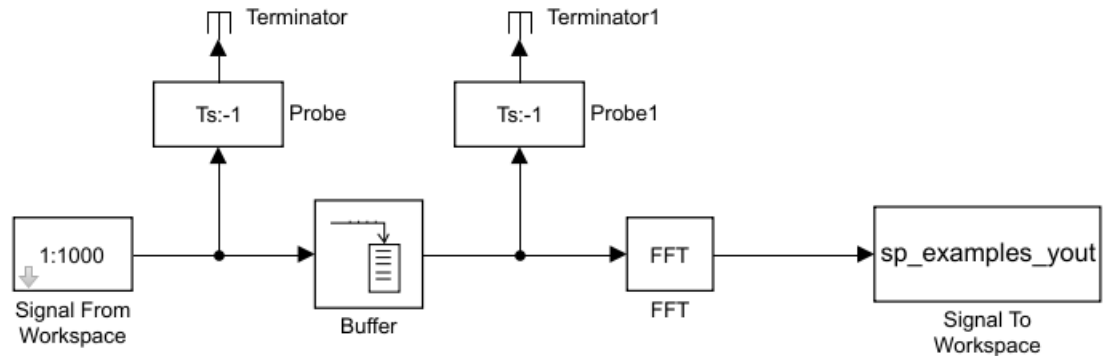 Terminator
Terminator1
Ts:-1
Probe
Ts:-1
Probe1
1:1000
FFT
sp_examples_yout
Signal From
Workspace
Buffer
FFT
Signal To
Workspace